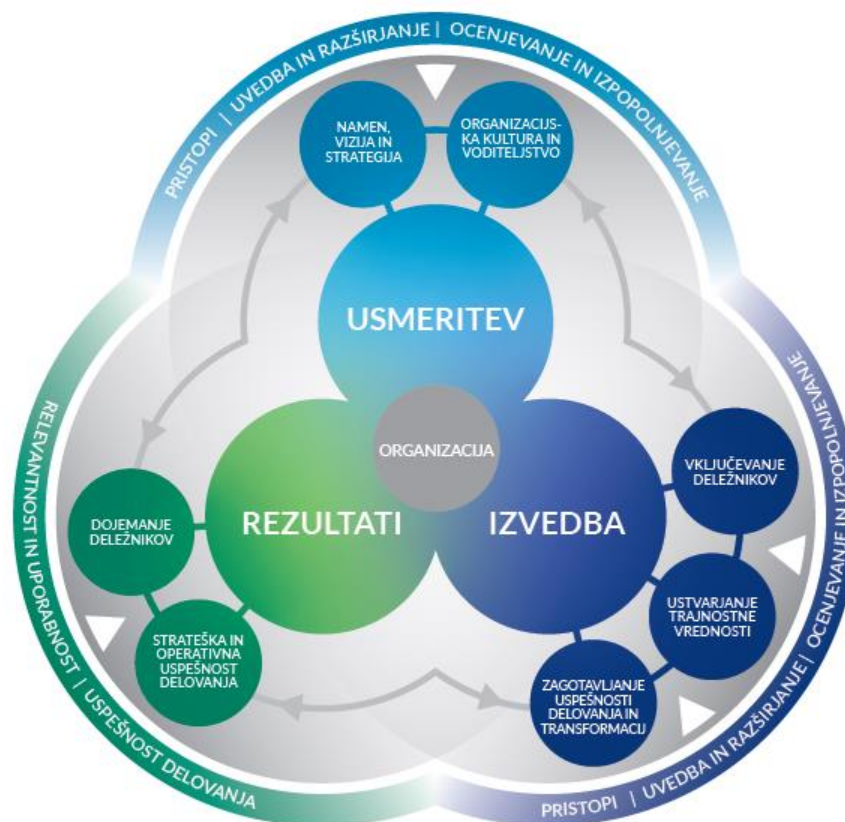 PRISTOPI | UVEDBA IN RAZŠIRJANJE | OCENJEVANJE IN IZPOPOLNJEVANJE
NAMEN,
VIZIJA IN
STRATEGIJA
ORGANIZACIJS-
KA KULTURA IN
VODITELJSTVO
USMERITEV
ORGANIZACIJA
REZULTATI
IZVEDBA
VKLJUČEVANJE
DELEŽNIKOV
USTVARJANJE
TRAJNOSTNE
VREDNOSTI
ZAGOTAVLJANJE
USPEŠNOSTI
DELOVANJA IN
TRANSFORMACIJ
DOJEMANJE
DELEŽNIKOV
STRATEŠKA IN
OPERATIVNA
USPEŠNOST
DELOVANJA
RELEVANTNOST IN UPORABNOST | USPEŠNOST DELOVANJA
PRISTOPI | UVEDBA IN RAZŠIRJANJE | OCENJEVANJE IN IZPOPOLNJEVANJE